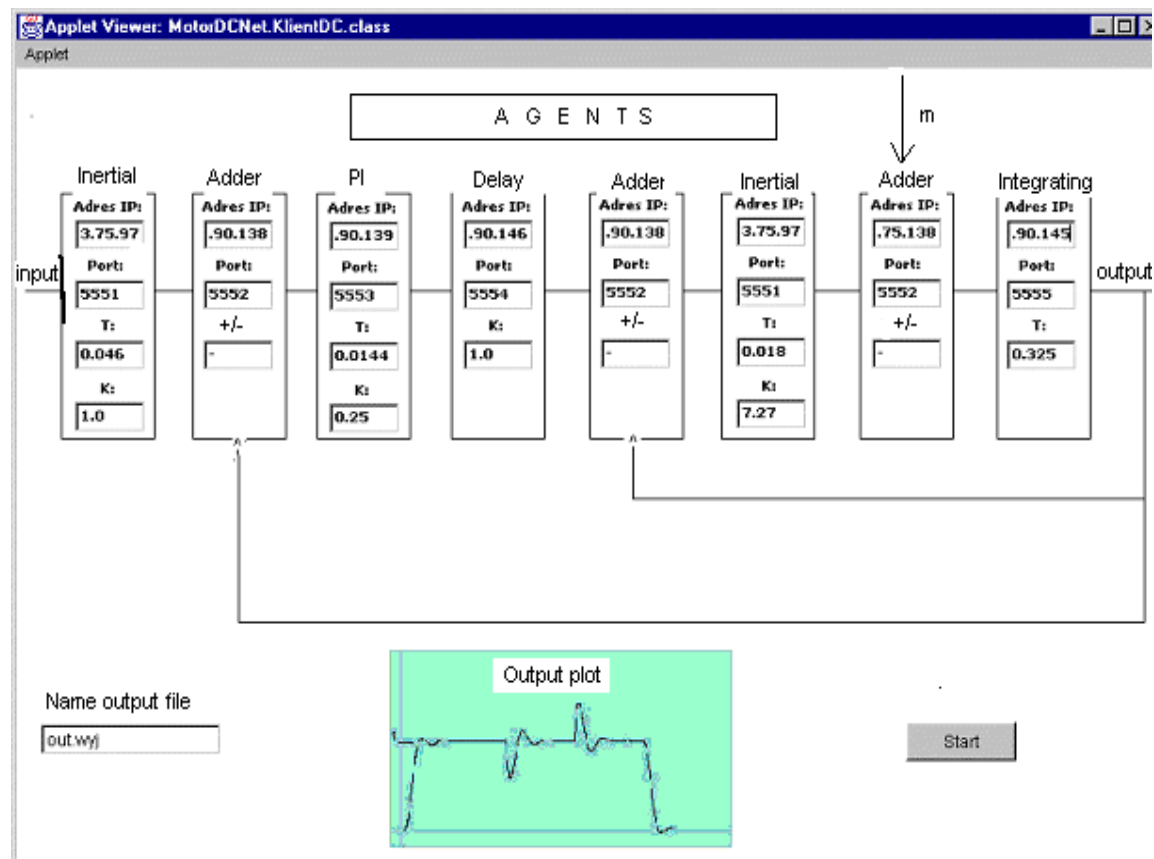 Applet Viewer: MotorDCNet.KlientDC.class
Applet
A G E N T S
m
Inertial Adder PI Delay Adder Inertial Adder Integrating
Adres IP: Adres IP: Adres IP: Adres IP: Adres IP: Adres IP: Adres IP: Adres IP:
3.75.97 .90.138 .90.139 .90.146 .90.138 3.75.97 .75.138 .90.145
input Port: Port: Port: Port: Port: Port: Port: Port: output
5551 5552 5553 5554 5552 5551 5552 5555
T: +/- T: K: +/- T: +/- T:
0.046 - 0.0144 1.0 - 0.018 - 0.325
K: K: K:
1.0 0.25 7.27
Output plot
Name output file
out.wyj
Start